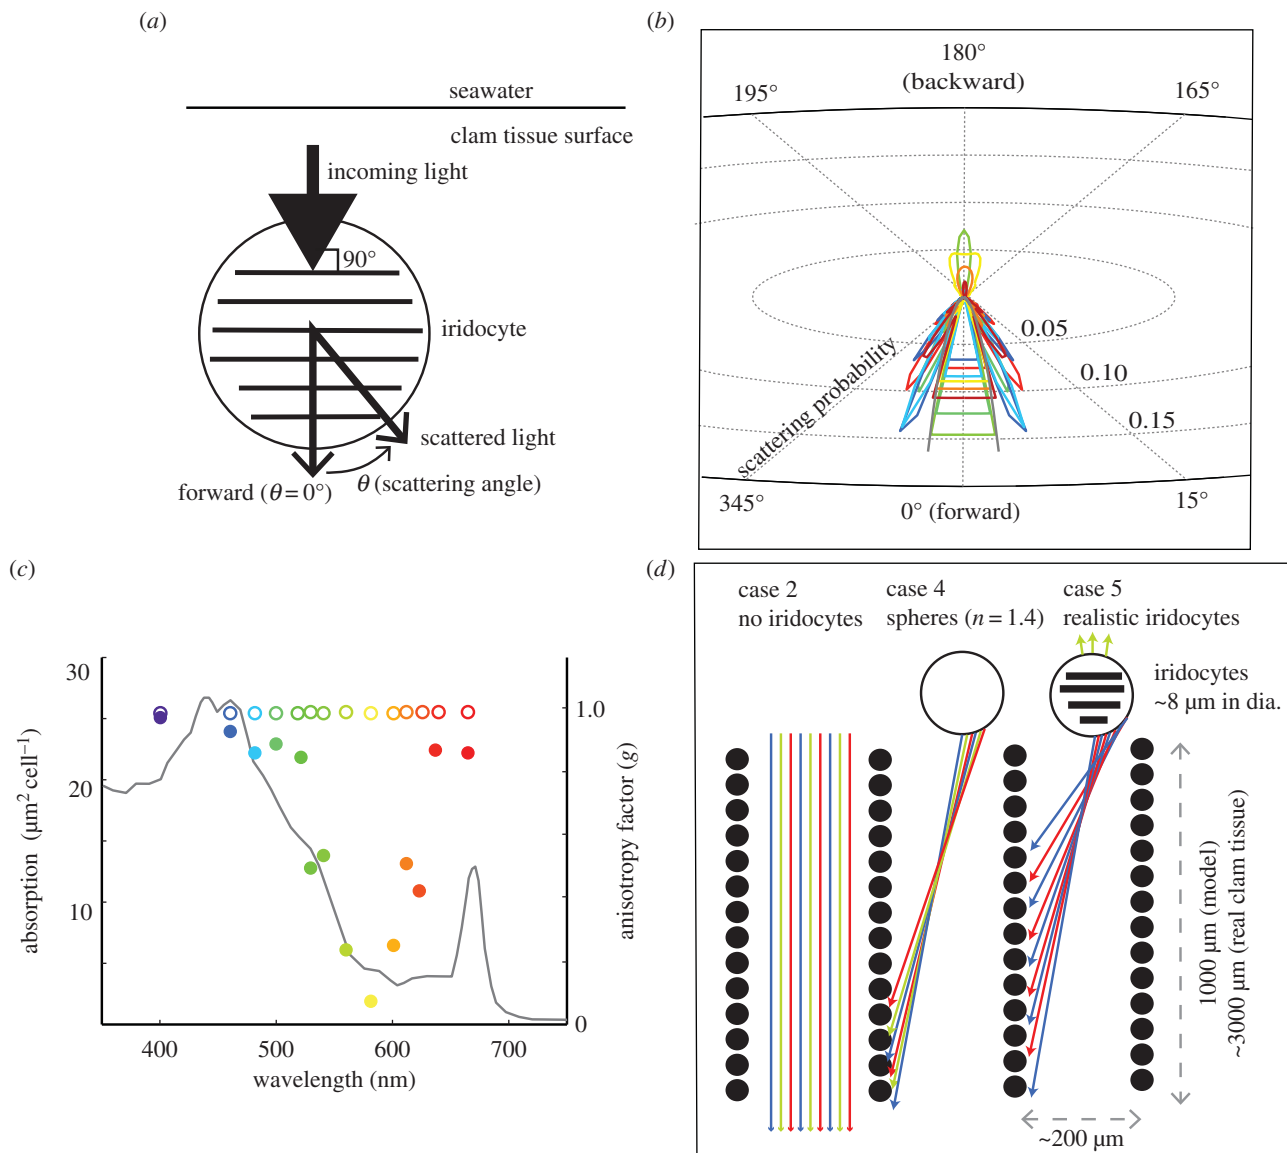 (a)
seawater
clam tissue surface
incoming light
90°
iridocyte
scattered light
θ (scattering angle)
forward (θ = 0°)
(b)
180°
(backward)
195°
165°
0.05
0.10
0.15
scattering probability
345°
0° (forward)
15°
(c)
30
20
10
0
absorption (µm² cell⁻¹)
400
500
600
700
wavelength (nm)
1.0
0
anisotropy factor (g)
(d)
case 2
no iridocytes
case 4
spheres (n = 1.4)
case 5
realistic iridocytes
iridocytes
~8 µm in dia.
1000 µm (model)
~3000 µm (real clam tissue)
~200 µm